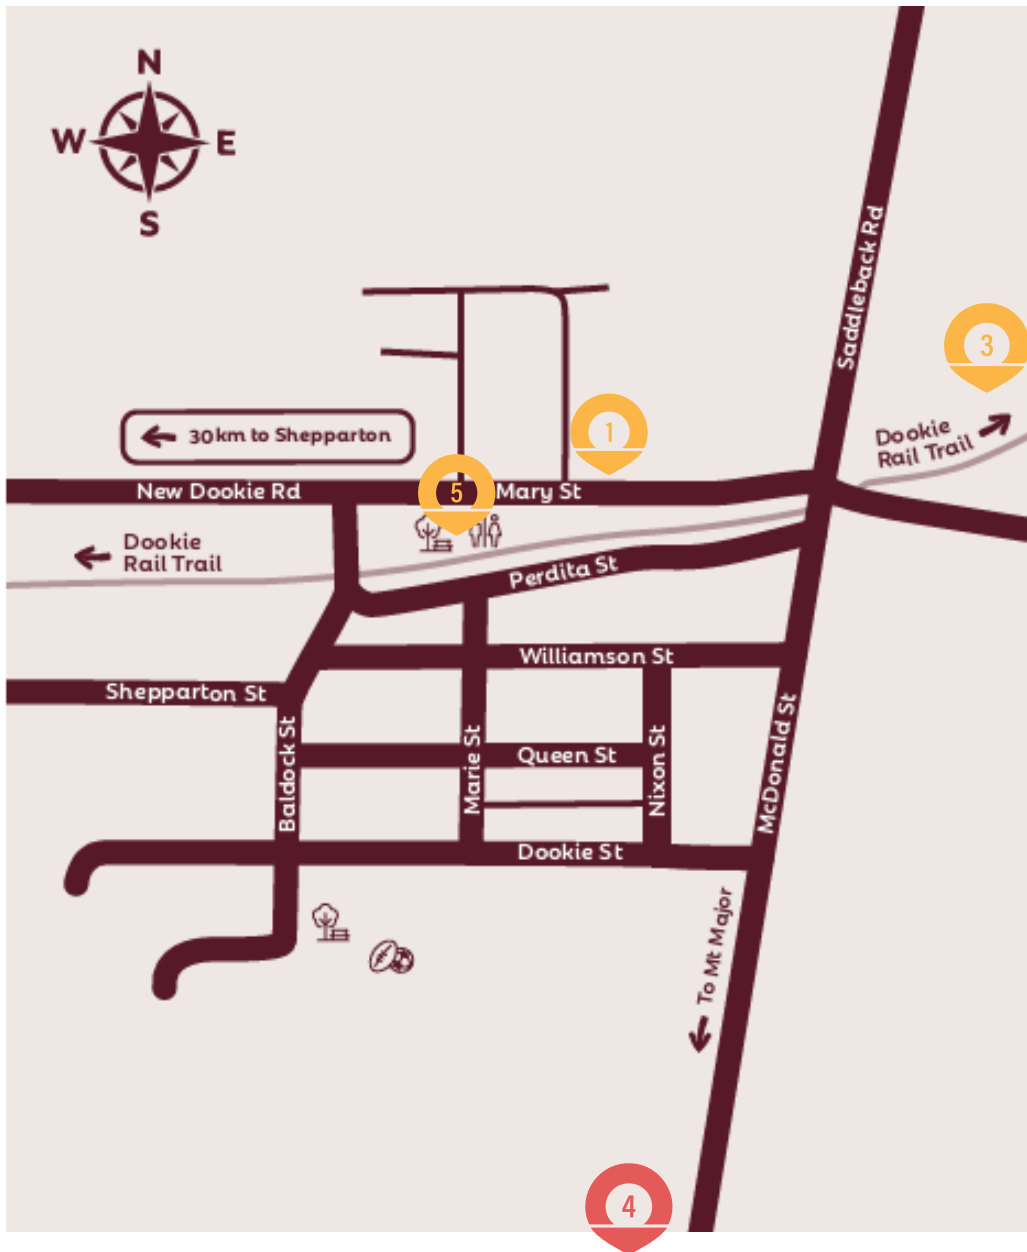 N
W
E
S
Saddleback Rd
3
Dookie
Rail Trail
30km to Shepparton
1
New Dookie Rd
5
Mary St
Dookie
Rail Trail
Perdita St
Williamson St
Shepparton St
Baldock St
Marie St
Queen St
Nixon St
McDonald St
Dookie St
To Mt Major
4